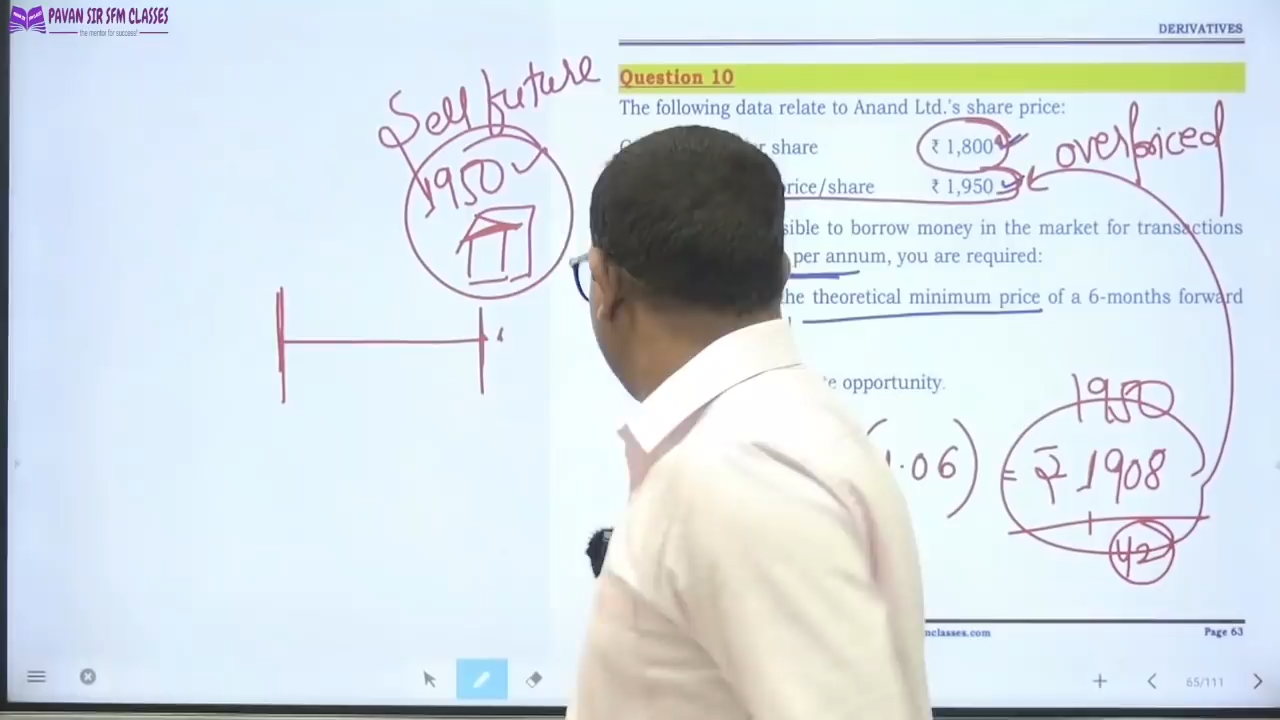 PAVAN SIR SFM CLASSES
the mentor for success!
DERIVATIVES
Question 10
The following data relate to Anand Ltd.'s share price:
share ₹ 1,800
price/share ₹ 1,950
overpriced
Sell future
1950
to borrow money in the market for transactions
per annum, you are required:
the theoretical minimum price of a 6-months forward
opportunity.
1950
1.06) = ₹ 1908
42
Page 63
65/111